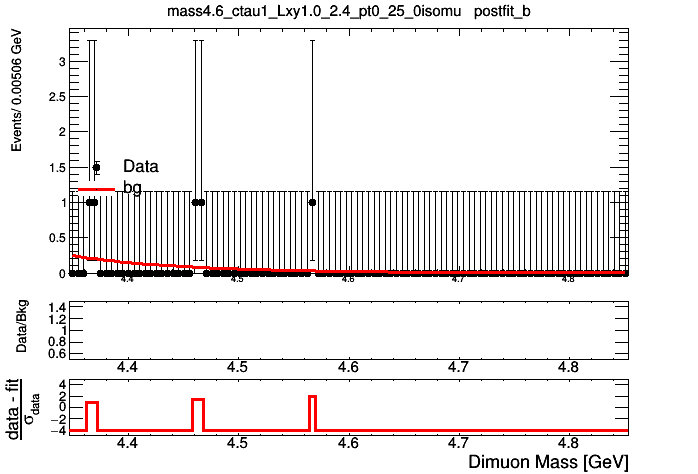 mass4.6_ctau1_Lxy1.0_2.4_pt0_25_0isomu postfit_b
Events/ 0.00506 GeV
3
2.5
2
1.5
1
0.5
0
Data
bg
4.4 4.5 4.6 4.7 4.8
Data/Bkg
1.4
1.2
1
0.8
0.6
4.4 4.5 4.6 4.7 4.8
data - fit
σdata
4
2
0
−2
−4
4.4 4.5 4.6 4.7 4.8
Dimuon Mass [GeV]